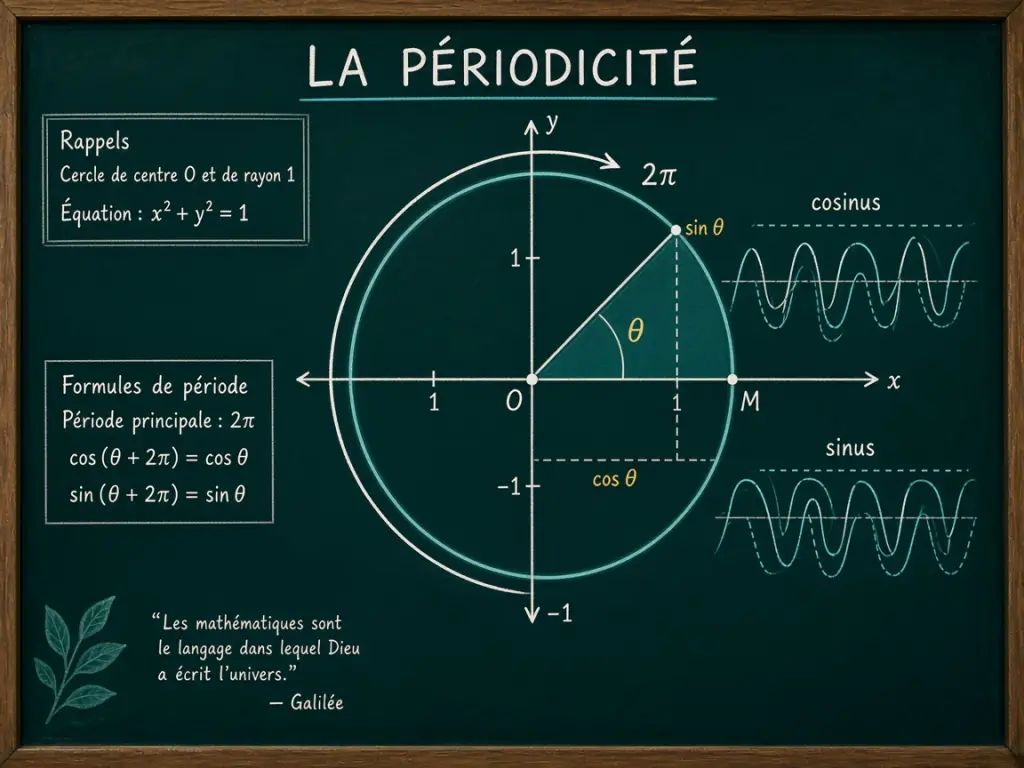 LA PÉRIODICITÉ
Rappels
Cercle de centre O et de rayon 1
Équation : x² + y² = 1
Formules de période
Période principale : 2π
cos (θ + 2π) = cos θ
sin (θ + 2π) = sin θ
y
2π
sin θ
1
θ
1
O
1
M
x
cos θ
−1
−1
cosinus
sinus
“Les mathématiques sont
le langage dans lequel Dieu
a écrit l’univers.”
— Galilée